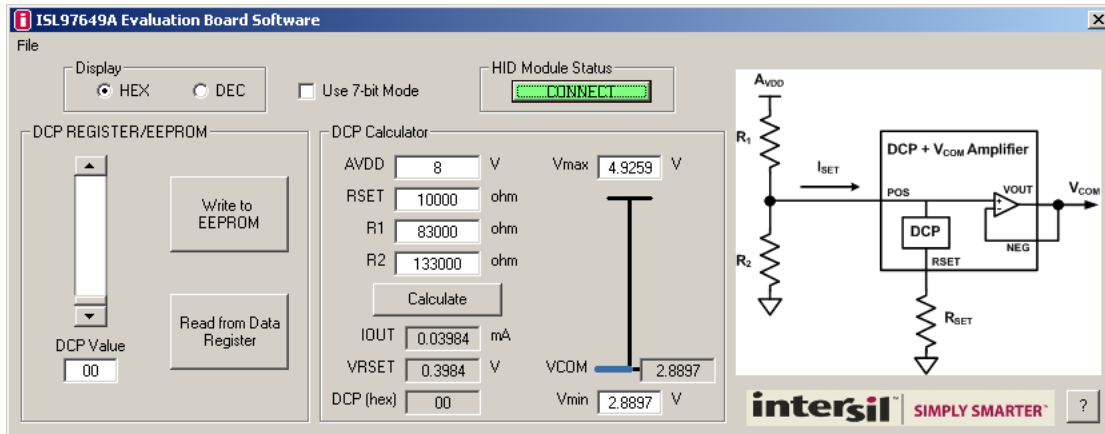 ISL97649A Evaluation Board Software
File
Display
HEX
DEC
Use 7-bit Mode
HID Module Status
CONNECT
DCP REGISTER/EEPROM
Write to
EEPROM
Read from Data
Register
DCP Value
00
DCP Calculator
AVDD 8 V
RSET 10000 ohm
R1 83000 ohm
R2 133000 ohm
Calculate
IOUT 0.03984 mA
VRSET 0.3984 V
DCP (hex) 00
Vmax 4.9259 V
VCOM 2.8897
Vmin 2.8897 V
AVDD
R1
ISET
R2
DCP + VCOM Amplifier
POS
VOUT
VCOM
DCP
NEG
RSET
RSET
intersil™ SIMPLY SMARTER™
?